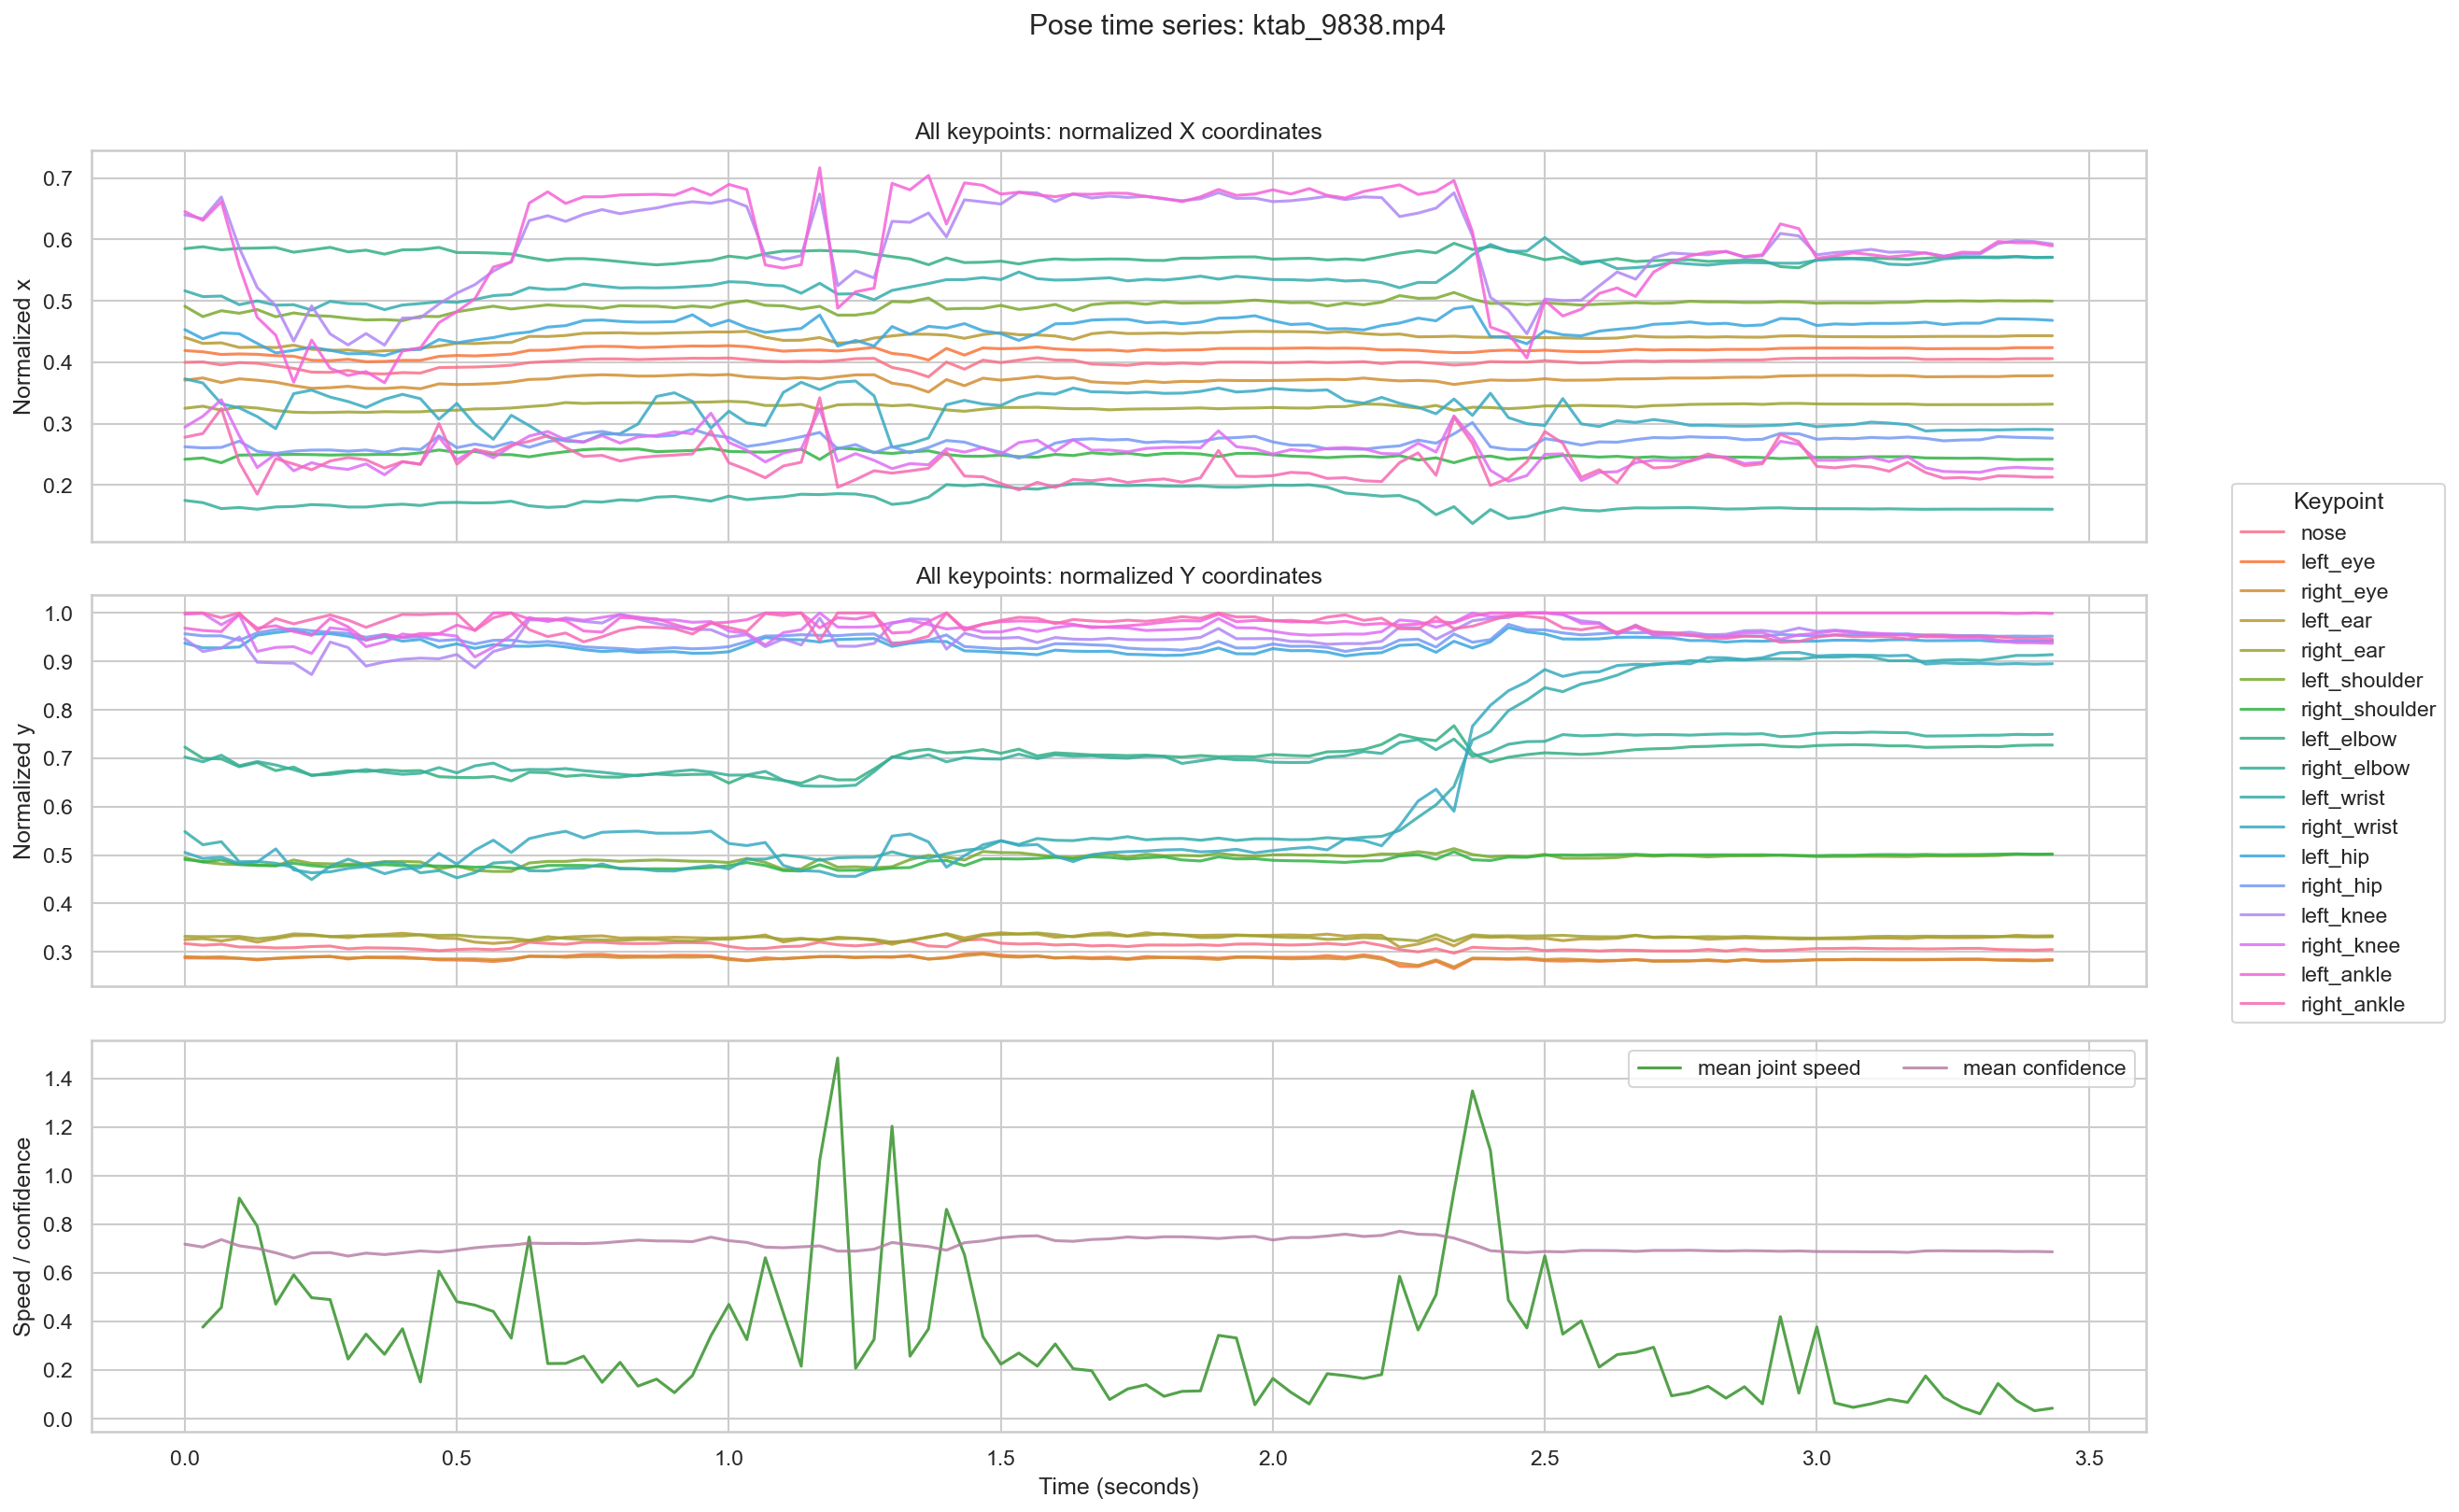 Pose time series: ktab_9838.mp4
All keypoints: normalized X coordinates
Normalized x
0.7
0.6
0.5
0.4
0.3
0.2
All keypoints: normalized Y coordinates
Normalized y
1.0
0.9
0.8
0.7
0.6
0.5
0.4
0.3
Keypoint
nose
left_eye
right_eye
left_ear
right_ear
left_shoulder
right_shoulder
left_elbow
right_elbow
left_wrist
right_wrist
left_hip
right_hip
left_knee
right_knee
left_ankle
right_ankle
Speed / confidence
1.4
1.2
1.0
0.8
0.6
0.4
0.2
0.0
mean joint speed
mean confidence
0.0
0.5
1.0
1.5
2.0
2.5
3.0
3.5
Time (seconds)